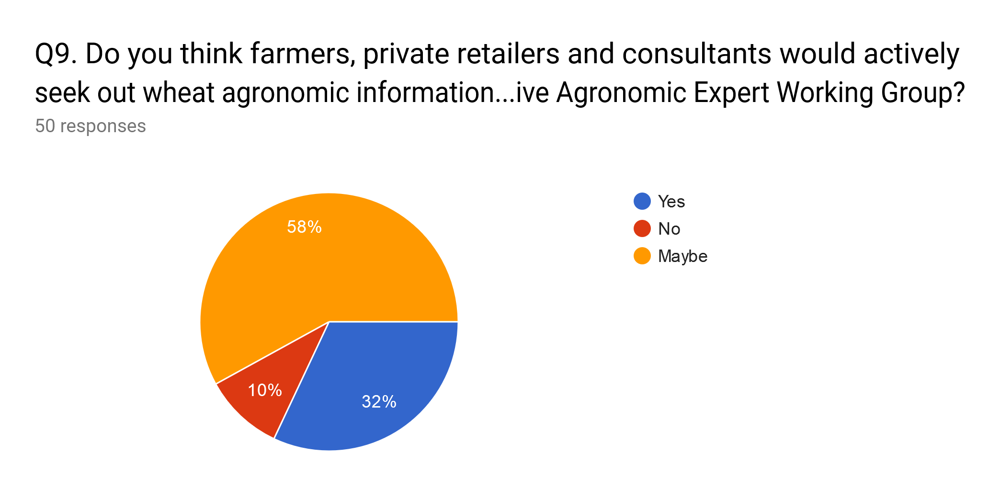 Q9. Do you think farmers, private retailers and consultants would actively
seek out wheat agronomic information...ive Agronomic Expert Working Group?
50 responses
Yes
No
Maybe
58%
10%
32%